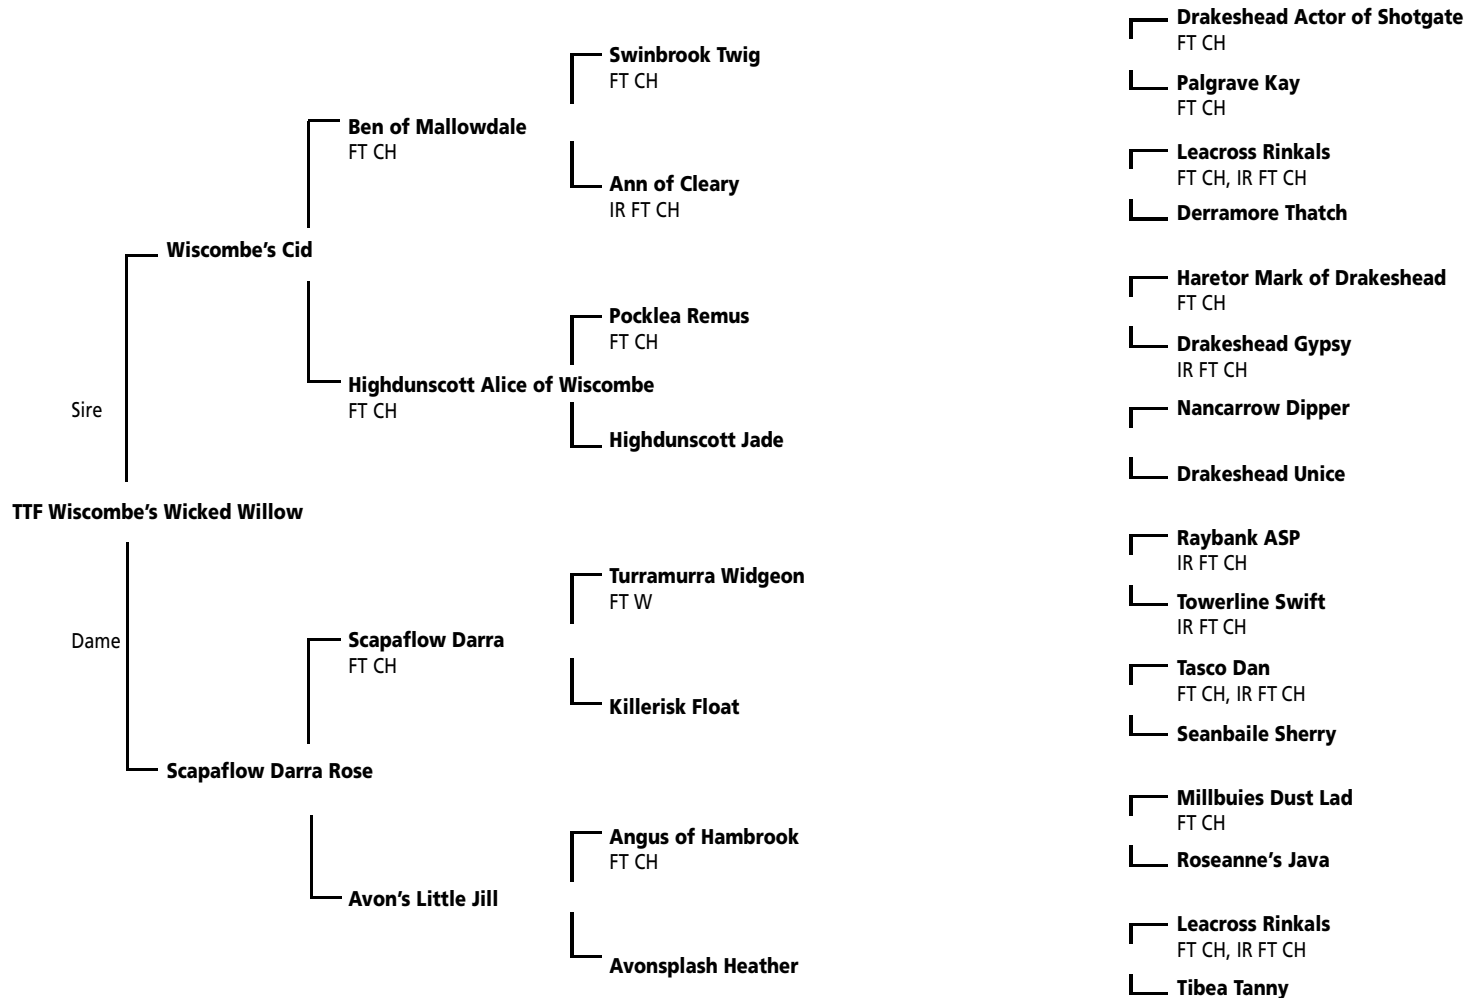 Drakeshead Actor of Shotgate
FT CH
Swinbrook Twig
FT CH
Palgrave Kay
FT CH
Ben of Mallowdale
FT CH
Leacross Rinkals
FT CH, IR FT CH
Ann of Cleary
IR FT CH
Derramore Thatch
Wiscombe’s Cid
Haretor Mark of Drakeshead
FT CH
Pocklea Remus
FT CH
Drakeshead Gypsy
IR FT CH
Highdunscott Alice of Wiscombe
FT CH
Sire
Nancarrow Dipper
Highdunscott Jade
Drakeshead Unice
TTF Wiscombe’s Wicked Willow
Raybank ASP
IR FT CH
Turramurra Widgeon
FT W
Towerline Swift
IR FT CH
Dame
Scapaflow Darra
FT CH
Tasco Dan
FT CH, IR FT CH
Killerisk Float
Seanbaile Sherry
Scapaflow Darra Rose
Millbuies Dust Lad
FT CH
Angus of Hambrook
FT CH
Roseanne’s Java
Avon’s Little Jill
Leacross Rinkals
FT CH, IR FT CH
Avonsplash Heather
Tibea Tanny